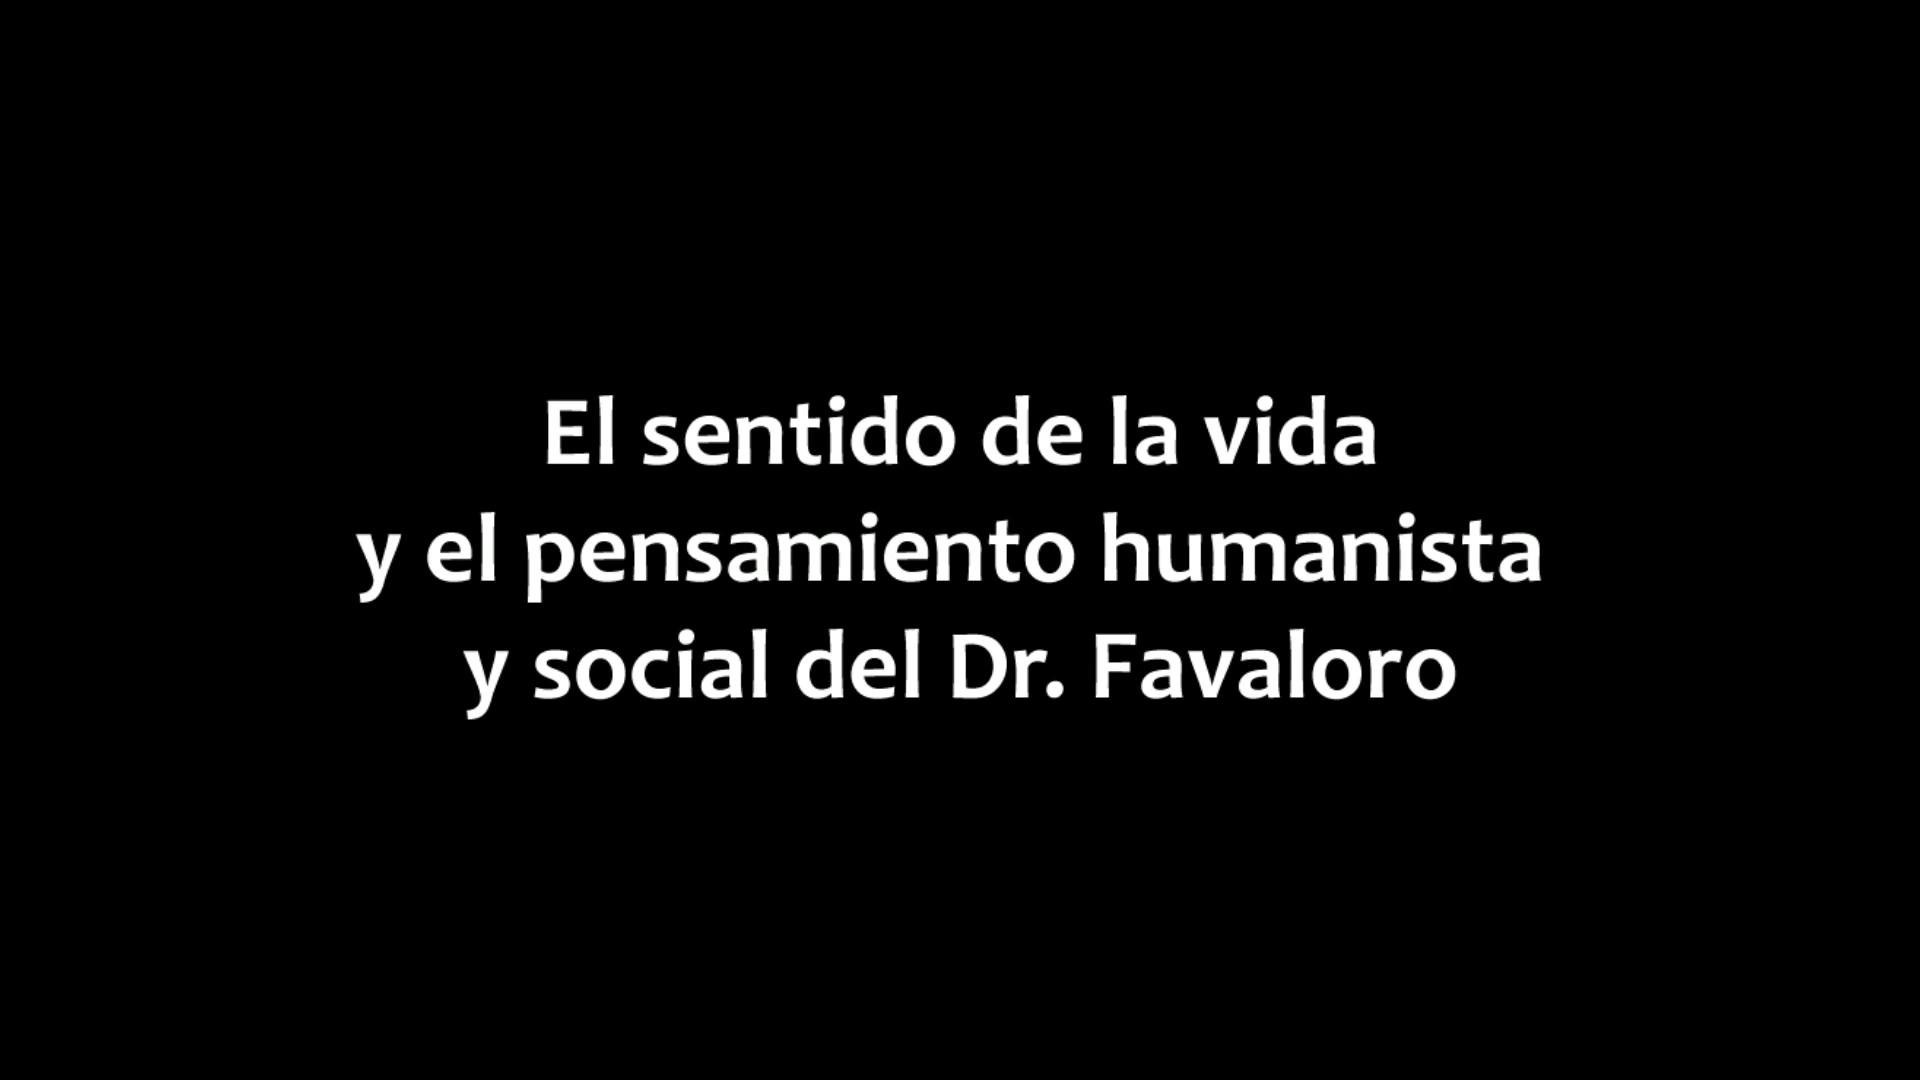 El sentido de la vida
y el pensamiento humanista
y social del Dr. Favaloro